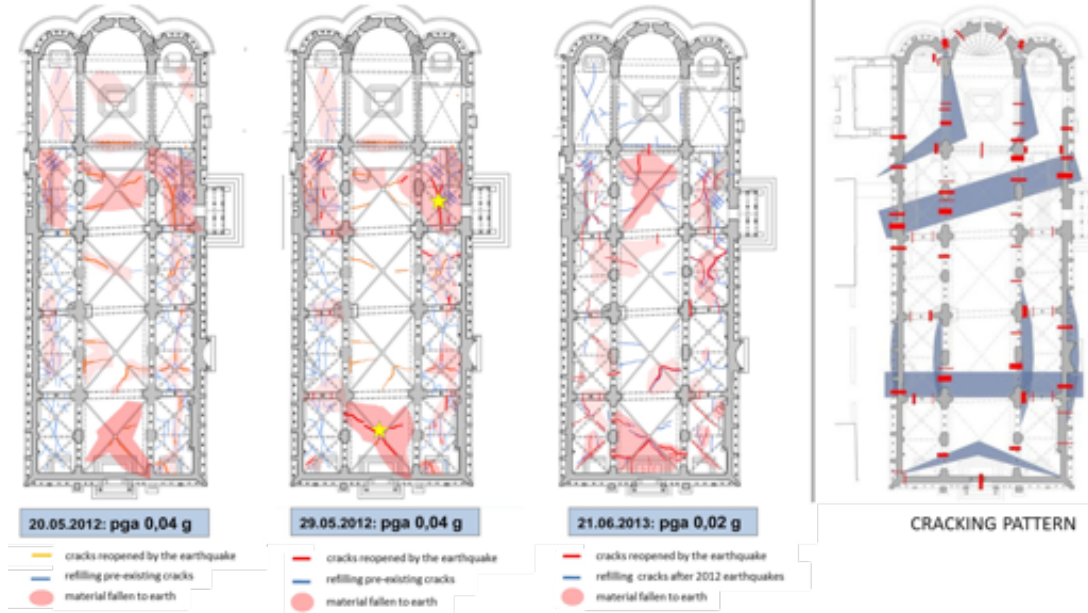 20.05.2012: pga 0,04 g
cracks reopened by the earthquake
refilling pre-existing cracks
material fallen to earth
29.05.2012: pga 0,04 g
cracks reopened by the earthquake
refilling pre-existing cracks
material fallen to earth
21.06.2013: pga 0,02 g
cracks reopened by the earthquake
refilling cracks after 2012 earthquakes
material fallen to earth
CRACKING PATTERN